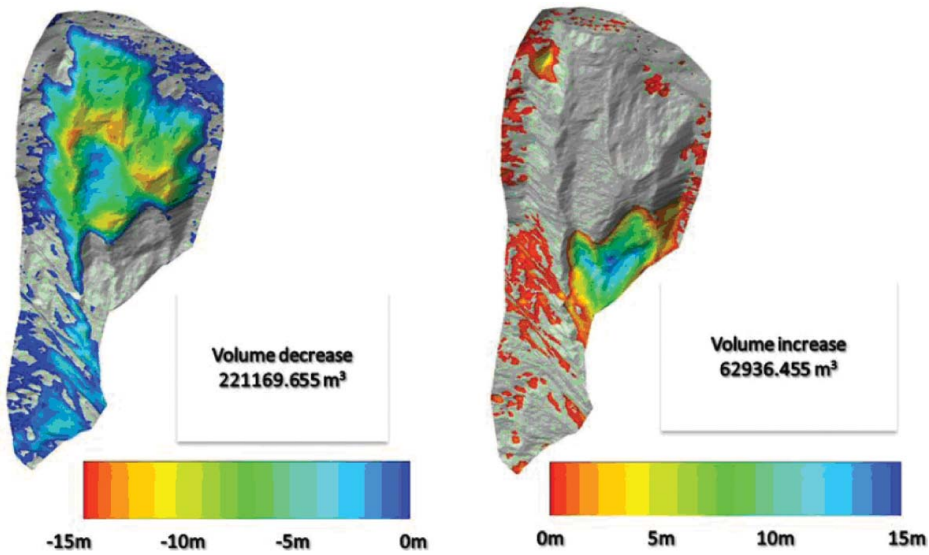 Volume decrease
221169.655 m³
Volume increase
62936.455 m³
-15m -10m -5m 0m
0m 5m 10m 15m